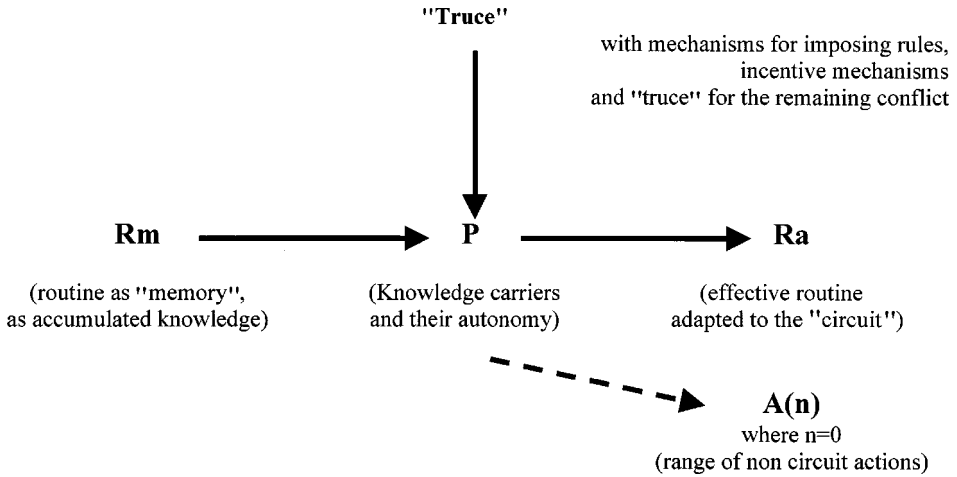 "Truce"
with mechanisms for imposing rules,
incentive mechanisms
and "truce" for the remaining conflict
Rm
P
Ra
(routine as "memory",
as accumulated knowledge)
(Knowledge carriers
and their autonomy)
(effective routine
adapted to the "circuit")
A(n)
where n=0
(range of non circuit actions)